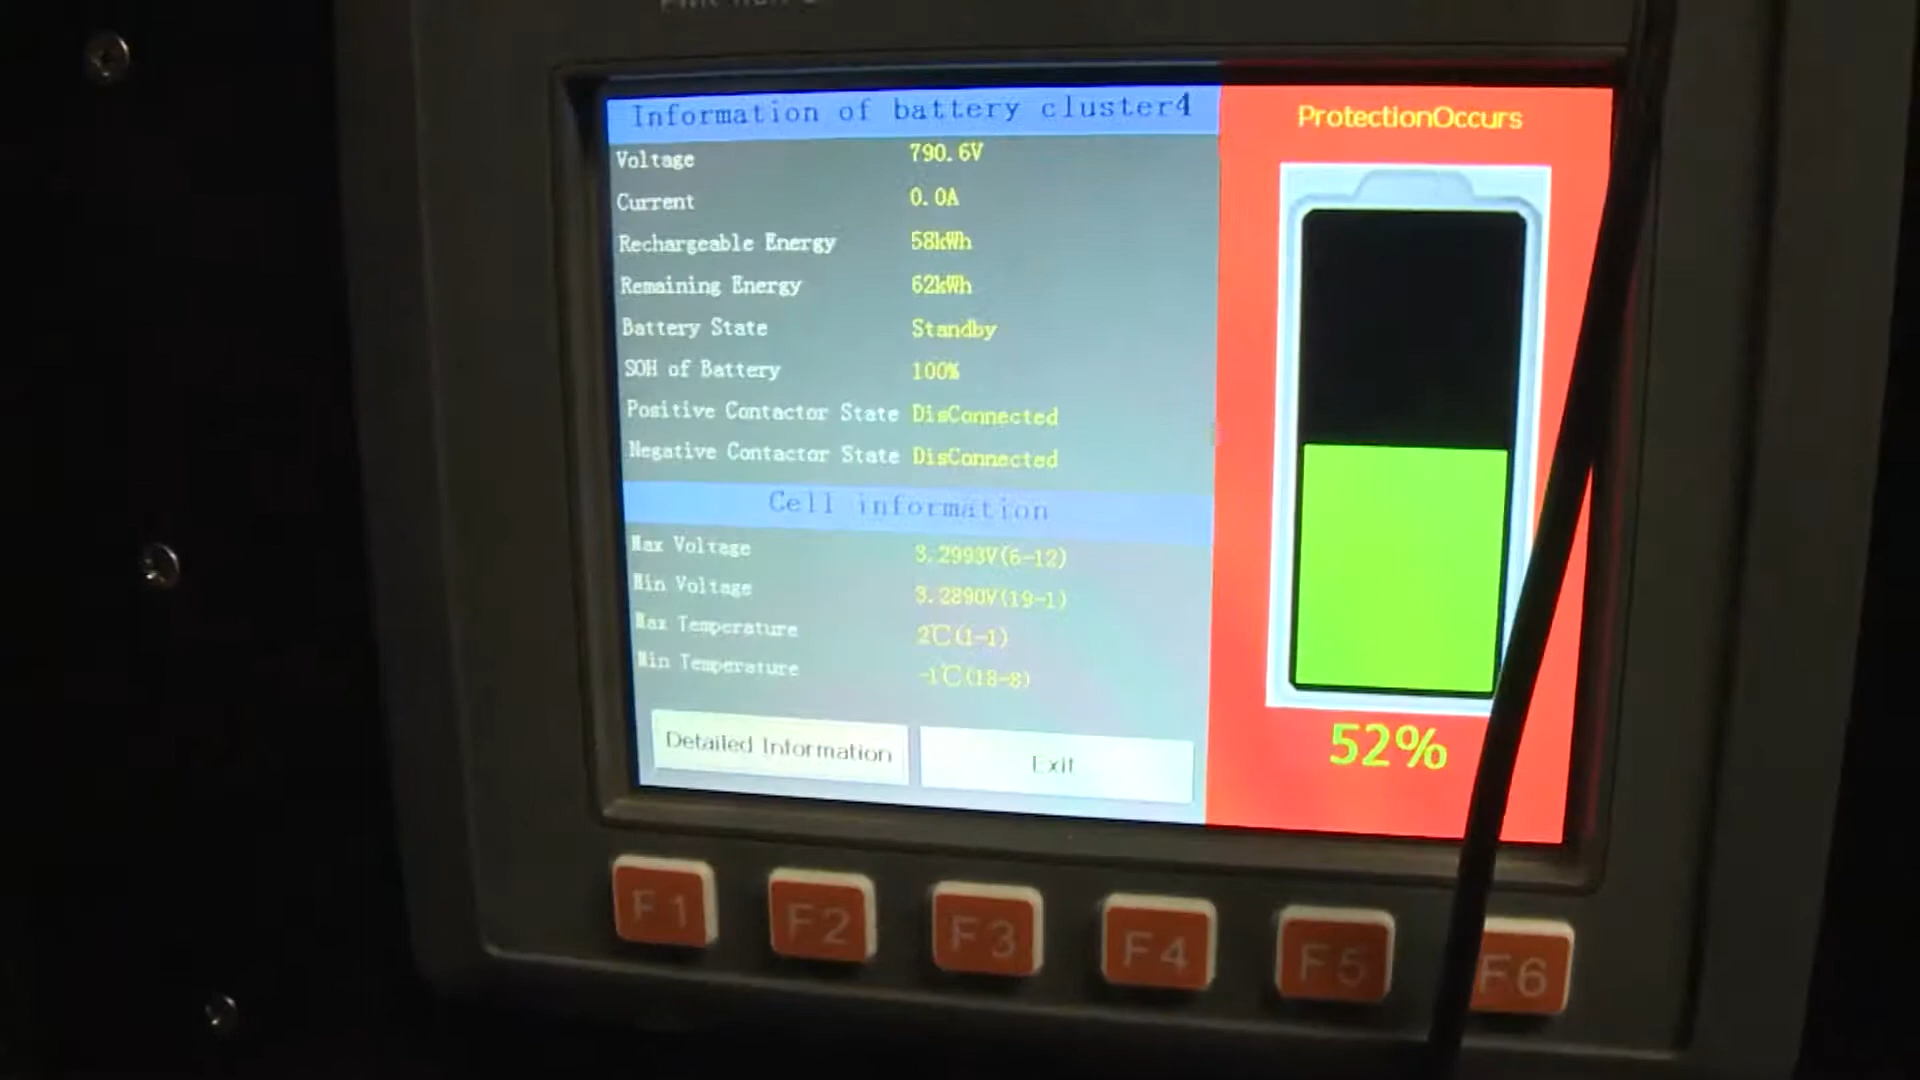 Information of battery cluster4
Voltage 790.6V
Current 0.0A
Rechargeable Energy 58kWh
Remaining Energy 62kWh
Battery State Standby
SOH of Battery 100%
Positive Contactor State DisConnected
Negative Contactor State DisConnected
Cell information
Max Voltage 3.2993V(6-12)
Min Voltage 3.2890V(19-1)
Max Temperature 2℃(1-1)
Min Temperature -1℃(18-8)
Detailed Information
Exit
ProtectionOccurs
52%
F1
F2
F3
F4
F5
F6